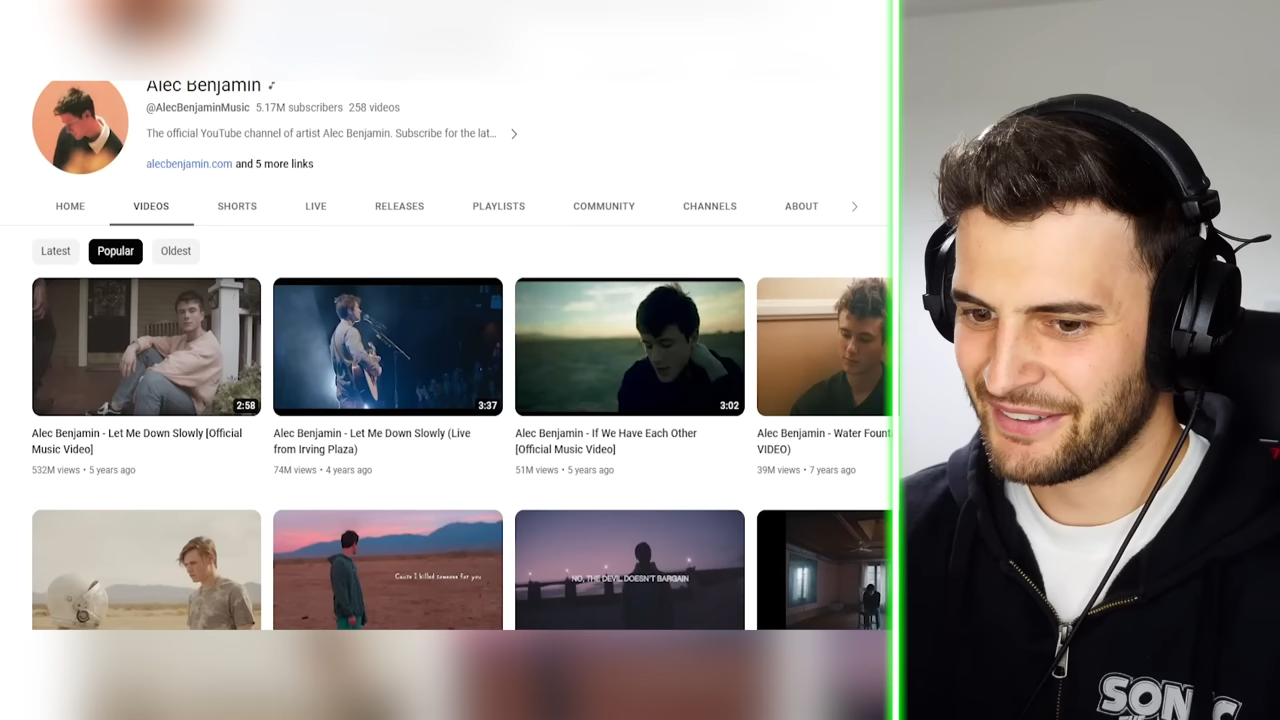 Alec Benjamin
@AlecBenjaminMusic 5.17M subscribers 258 videos
The official YouTube channel of artist Alec Benjamin. Subscribe for the lat...
alecbenjamin.com and 5 more links
HOME VIDEOS SHORTS LIVE RELEASES PLAYLISTS COMMUNITY CHANNELS ABOUT
Latest Popular Oldest
2:58 3:37 3:02
Alec Benjamin - Let Me Down Slowly [Official
Music Video]
532M views • 5 years ago
Alec Benjamin - Let Me Down Slowly (Live
from Irving Plaza)
74M views • 4 years ago
Alec Benjamin - If We Have Each Other
[Official Music Video]
51M views • 5 years ago
Alec Benjamin - Water
VIDEO)
39M views • 7 years ago
Cause I killed someone for you
NO, THE DEVIL DOESN'T BARGAIN